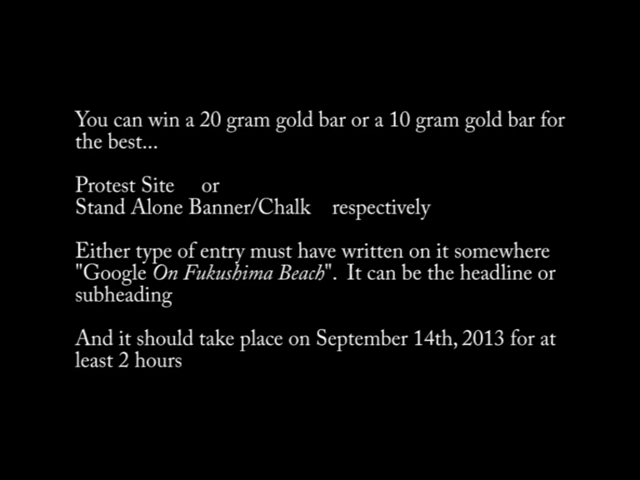 You can win a 20 gram gold bar or a 10 gram gold bar for
the best...
Protest Site or
Stand Alone Banner/Chalk respectively
Either type of entry must have written on it somewhere
"Google On Fukushima Beach". It can be the headline or
subheading
And it should take place on September 14th, 2013 for at
least 2 hours